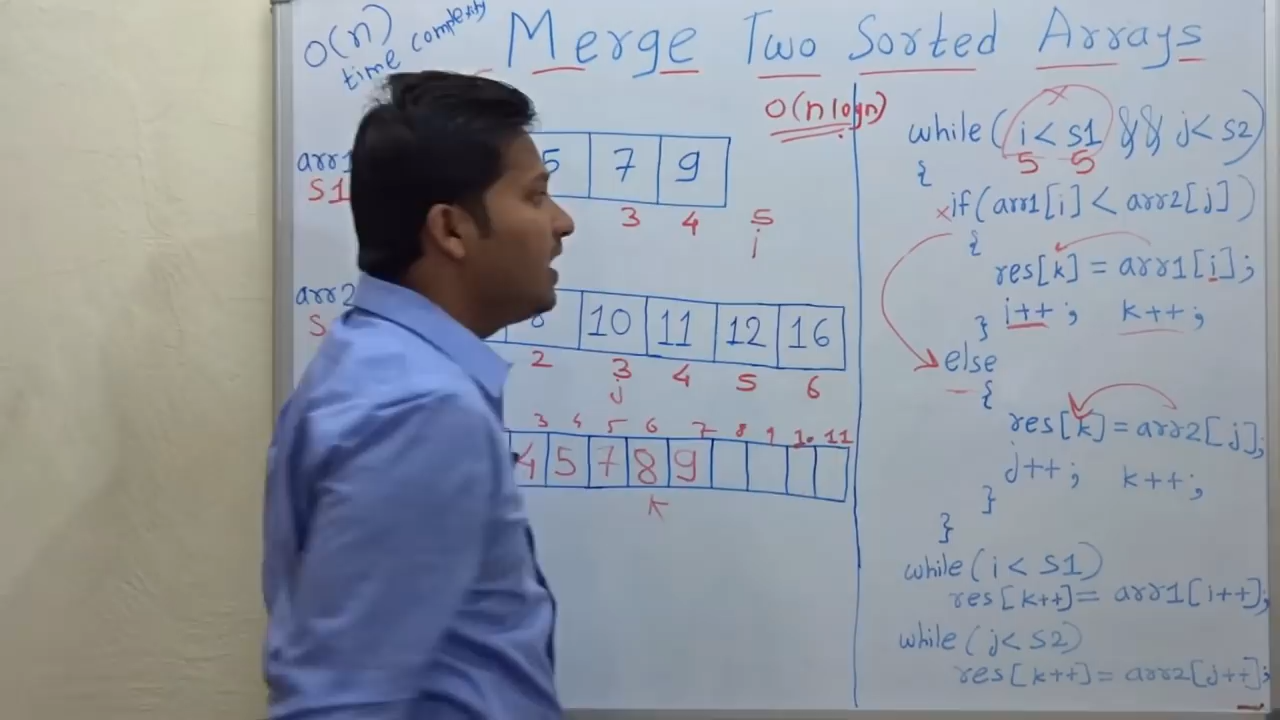 O(n)
time complexity
Merge Two Sorted Arrays
O(nlogn)
arr1 5 7 9
S1 3 4 5
i
arr2 8 10 11 12 16
S 2 3 4 5 6
j
3 4 5 6 7 8 9 10 11
4 5 7 8 9
k
while ( i < s1 && j < s2 )
5 5
{
if ( arr1[i] < arr2[j] )
{
res[k] = arr1[i];
i++ ; k++ ;
}
else
{
res[k] = arr2[j];
j++ ; k++ ;
}
}
while ( i < s1 )
res[k++] = arr1[i++];
while ( j < s2 )
res[k++] = arr2[j++];